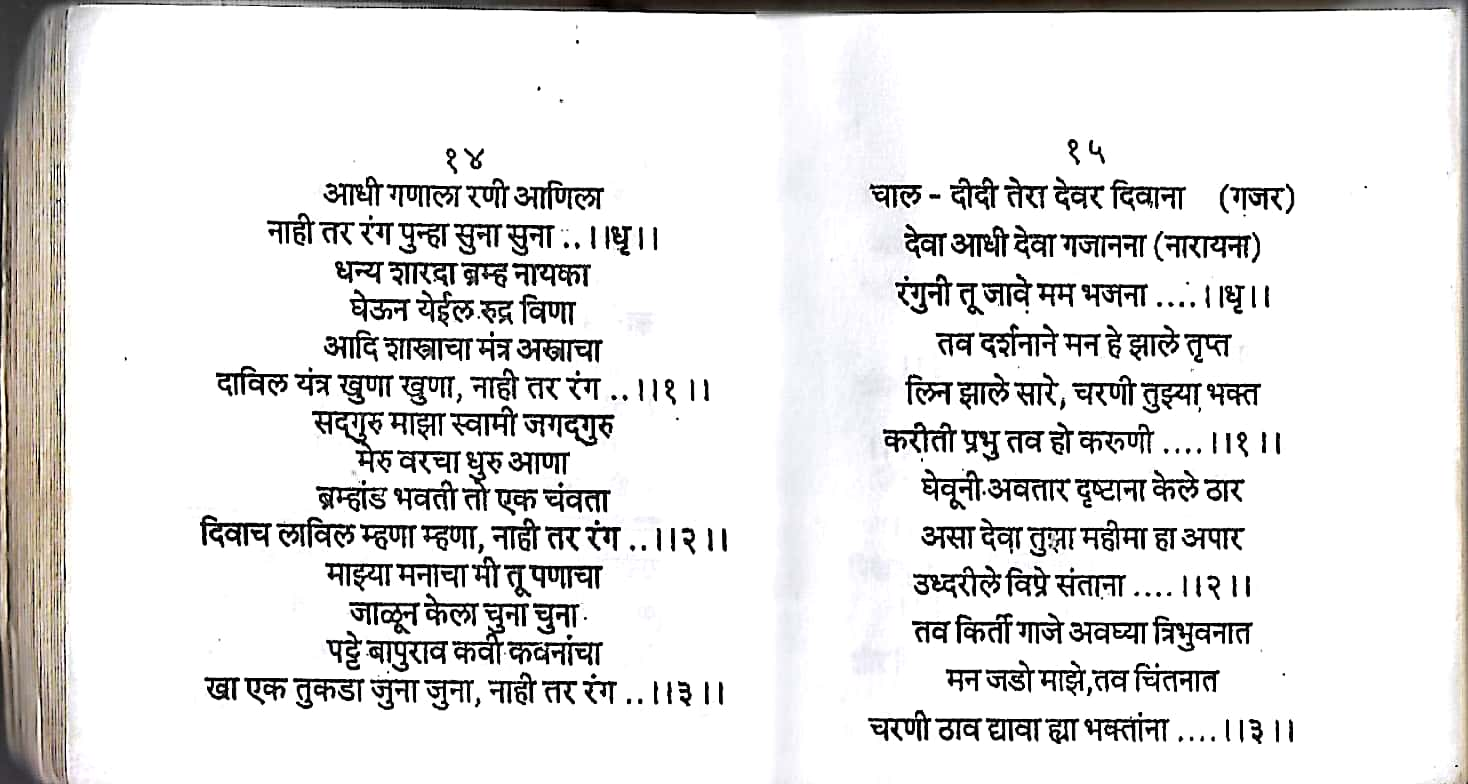 १४
आधी गणाला रणी आणिला
नाही तर रंग पुन्हा सुना सुना ..।।धृ।।
धन्य शारदा ब्रम्ह नायका
घेऊन येईल रुद्र विणा
आदि शास्त्राचा मंत्र अस्त्राचा
दाविल यंत्र खुणा खुणा, नाही तर रंग ..।।१।।
सद्‌गुरु माझा स्वामी जगद्‌गुरु
मेरु वरचा धुरु आणा
ब्रम्हांड भवती तो एक चंवता
दिवाच लाविल म्हणा म्हणा, नाही तर रंग ..।।२।।
माझ्या मनाचा मी तू पणाचा
जाळून केला चुना चुना
पट्टे बापुराव कवी कवनांचा
खा एक तुकडा जुना जुना, नाही तर रंग ..।।३।।
१५
चाल - दीदी तेरा देवर दिवाना (गजर)
देवा आधी देवा गजानना (नारायना)
रंगुनी तू जावे मम भजना ....।।धृ।।
तव दर्शनाने मन हे झाले तृप्त
लिन झाले सारे, चरणी तुझ्या भक्त
करीती प्रभु तव हो करुणी ....।।१।।
घेवूनी अवतार दृष्टाना केले ठार
असा देवा तुझा महीमा हा अपार
उध्दरीले विप्रे संताना ....।।२।।
तव किर्ती गाजे अवघ्या त्रिभुवनात
मन जडो माझे,तव चिंतनात
चरणी ठाव द्यावा ह्या भक्तांना ....।।३।।